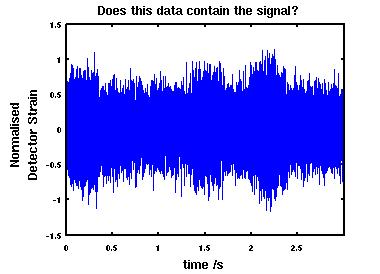 Does this data contain the signal?
1.5
1
0.5
0
-0.5
-1
-1.5
Normalised
Detector Strain
0 0.5 1 1.5 2 2.5
time /s